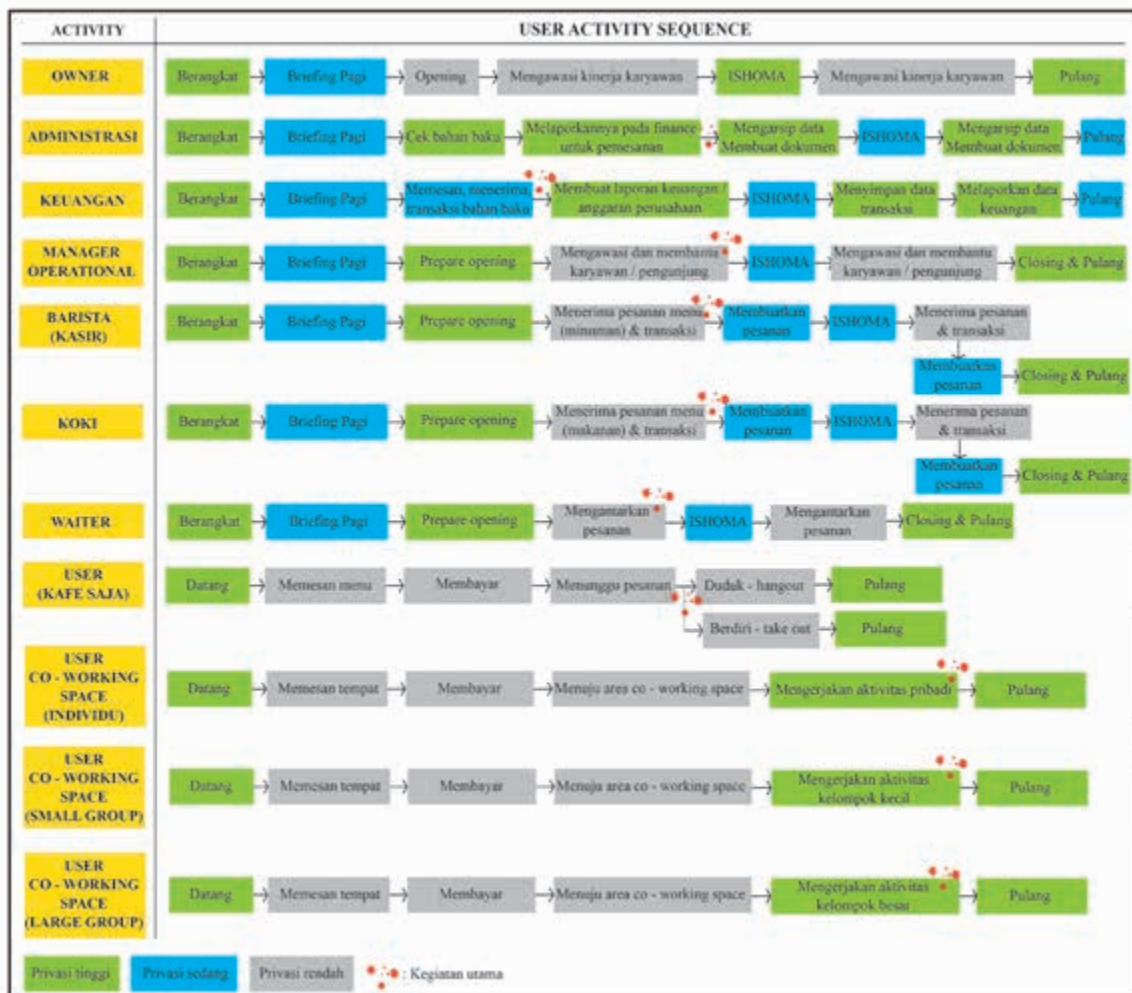 ACTIVITY
USER ACTIVITY SEQUENCE
OWNER
Berangkat
Briefing Pagi
Opening
Mengawasi kinerja karyawan
ISHOMA
Mengawasi kinerja karyawan
Pulang
ADMINISTRASI
Berangkat
Briefing Pagi
Cek bahan baku
Melaporkannya pada finance
untuk pemesanan
Mengarsip data
Membuat dokumen
ISHOMA
Mengarsip data
Membuat dokumen
Pulang
KEUANGAN
Berangkat
Briefing Pagi
Memesan, menerima,
transaksi bahan baku
Membuat laporan keuangan /
anggaran perusahaan
ISHOMA
Menyimpan data
transaksi
Melaporkan data
keuangan
Pulang
MANAGER
OPERATIONAL
Berangkat
Briefing Pagi
Prepare opening
Mengawasi dan membantu
karyawan / pengunjung
ISHOMA
Mengawasi dan membantu
karyawan / pengunjung
Closing & Pulang
BARISTA
(KASIR)
Berangkat
Briefing Pagi
Prepare opening
Menerima pesanan menu
(minuman) & transaksi
Membuatkan
pesanan
ISHOMA
Menerima pesanan
& transaksi
Membuatkan
pesanan
Closing & Pulang
KOKI
Berangkat
Briefing Pagi
Prepare opening
Menerima pesanan menu
(makanan) & transaksi
Membuatkan
pesanan
ISHOMA
Menerima pesanan
& transaksi
Membuatkan
pesanan
Closing & Pulang
WAITER
Berangkat
Briefing Pagi
Prepare opening
Mengantarkan
pesanan
ISHOMA
Mengantarkan
pesanan
Closing & Pulang
USER
(KAFE SAJA)
Datang
Memesan menu
Membayar
Menunggu pesanan
Duduk - hangout
Pulang
Berdiri - take out
Pulang
USER
CO - WORKING
SPACE
(INDIVIDU)
Datang
Memesan tempat
Membayar
Menuju area co - working space
Mengerjakan aktivitas pribadi
Pulang
USER
CO - WORKING
SPACE
(SMALL GROUP)
Datang
Memesan tempat
Membayar
Menuju area co - working space
Mengerjakan aktivitas
kelompok kecil
Pulang
USER
CO - WORKING
SPACE
(LARGE GROUP)
Datang
Memesan tempat
Membayar
Menuju area co - working space
Mengerjakan aktivitas
kelompok besar
Pulang
Privasi tinggi
Privasi sedang
Privasi rendah
: Kegiatan utama